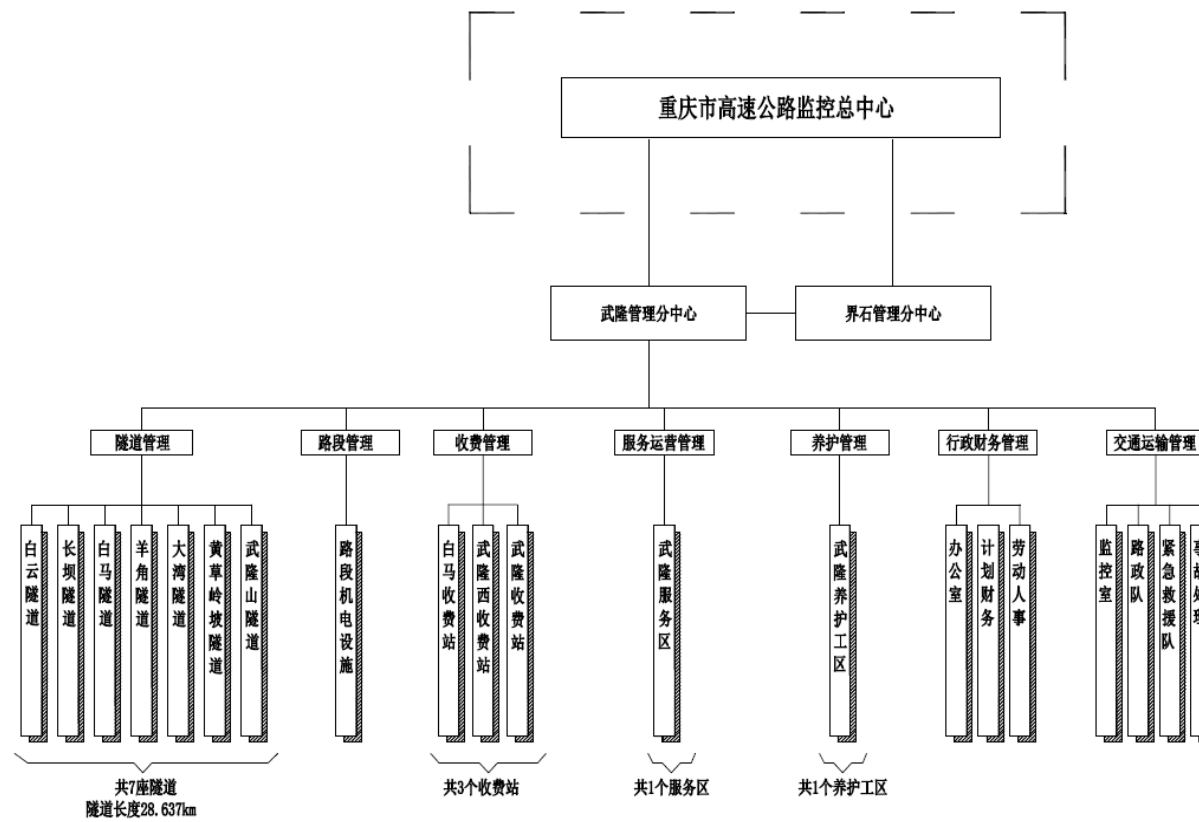 重庆市高速公路监控总中心
武隆管理分中心
界石管理分中心
隧道管理
路段管理
收费管理
服务运营管理
养护管理
行政财务管理
交通运输管理
白云隧道
长坝隧道
白马隧道
羊角隧道
大湾隧道
黄草岭坡隧道
武隆山隧道
路段机电设施
白马收费站
武隆西收费站
武隆收费站
武隆服务区
武隆养护工区
办公室
计划财务
劳动人事
监控室
路政队
紧急救援队
共7座隧道
隧道长度28.637km
共3个收费站
共1个服务区
共1个养护工区